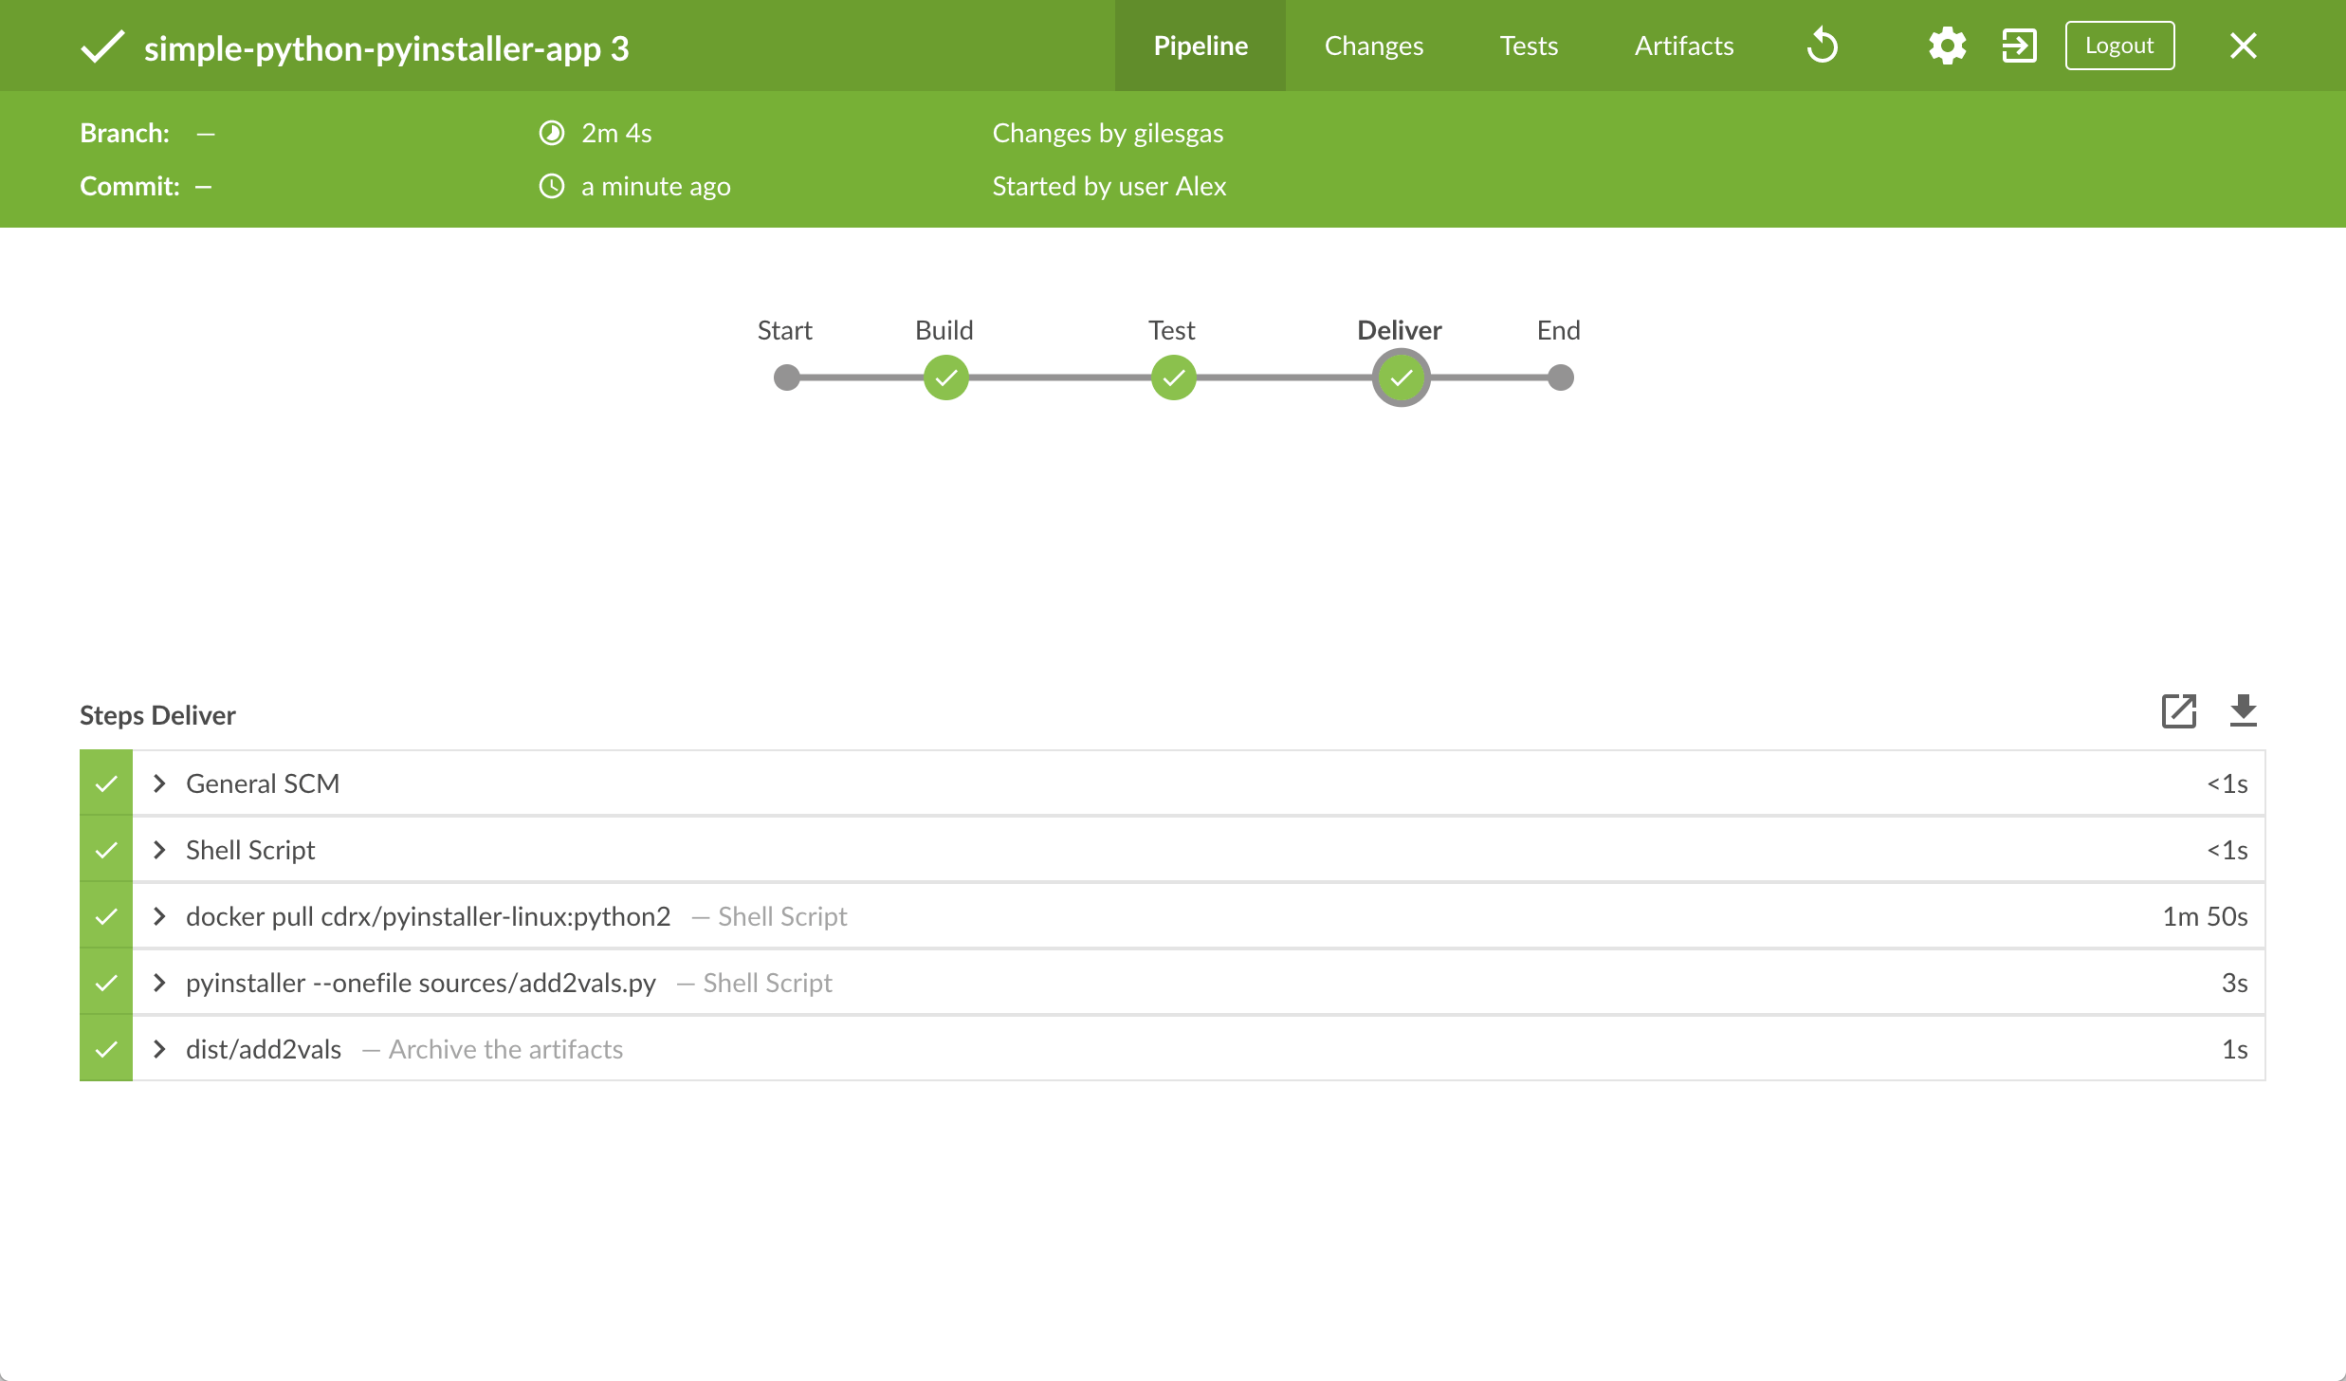 simple-python-pyinstaller-app 3
Pipeline
Changes
Tests
Artifacts
Logout
Branch: —
2m 4s
Changes by gilesgas
Commit: —
a minute ago
Started by user Alex
Start
Build
Test
Deliver
End
Steps Deliver
General SCM <1s
Shell Script <1s
docker pull cdrx/pyinstaller-linux:python2 — Shell Script 1m 50s
pyinstaller --onefile sources/add2vals.py — Shell Script 3s
dist/add2vals — Archive the artifacts 1s